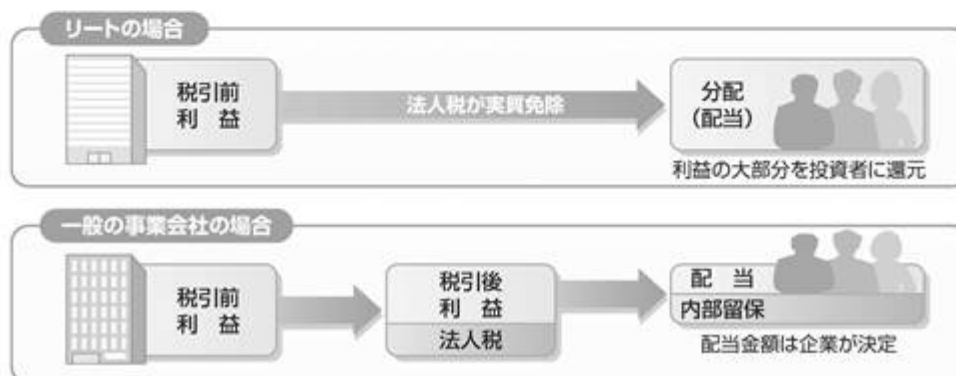 リートの場合
税引前
利 益
法人税が実質免除
分配
（配当）
利益の大部分を投資者に還元
一般の事業会社の場合
税引前
利 益
税引後
利 益
法人税
配 当
内部留保
配当金額は企業が決定